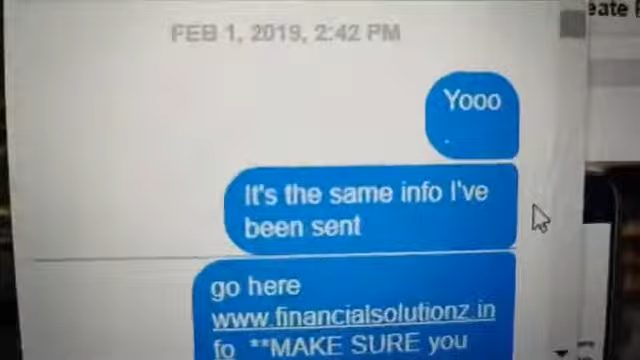 eate
FEB 1, 2019, 2:42 PM
Yooo
.
It's the same info I've
been sent
go here
www.financialsolutionz.in
fo **MAKE SURE you